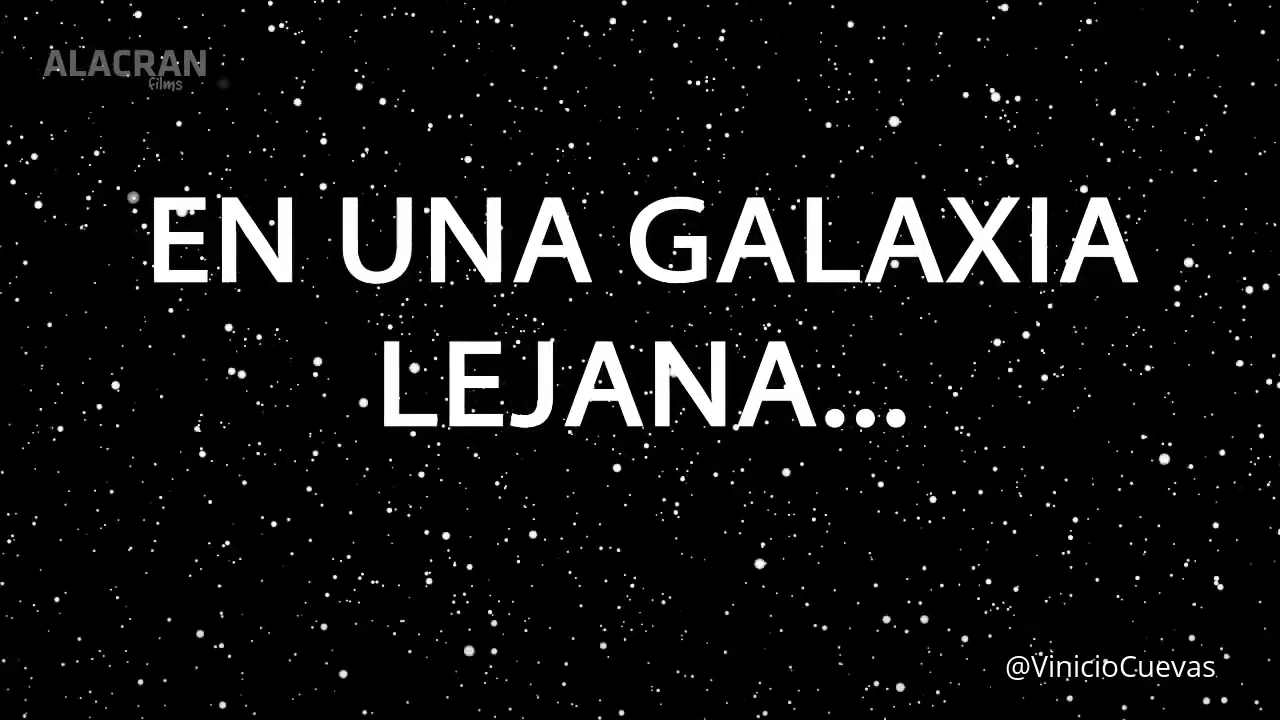 ALACRAN
films
EN UNA GALAXIA
LEJANA...
@VinicioCuevas